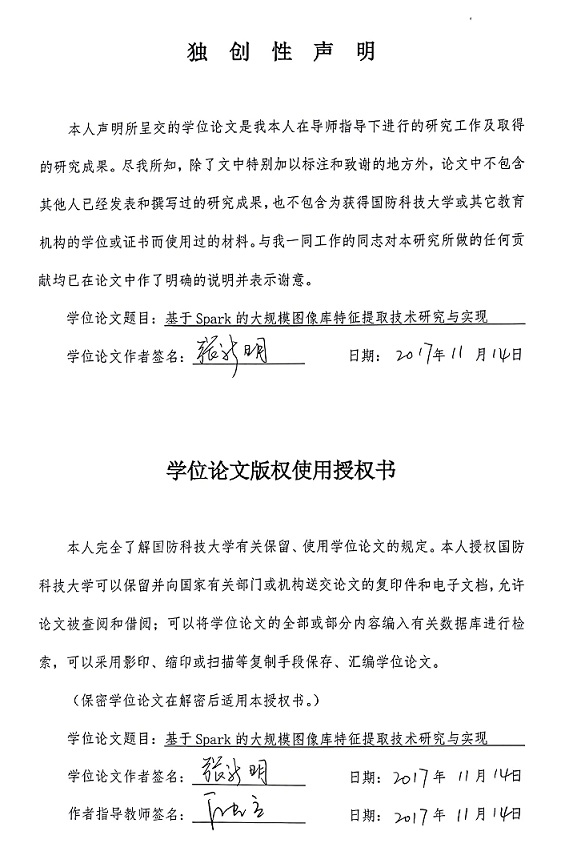 独 创 性 声 明
本人声明所呈交的学位论文是我本人在导师指导下进行的研究工作及取得
的研究成果。尽我所知，除了文中特别加以标注和致谢的地方外，论文中不包含
其他人已经发表和撰写过的研究成果，也不包含为获得国防科技大学或其它教育
机构的学位或证书而使用过的材料。与我一同工作的同志对本研究所做的任何贡
献均已在论文中作了明确的说明并表示谢意。
学位论文题目：基于 Spark 的大规模图像库特征提取技术研究与实现
学位论文作者签名：张 明 日期：2017年 11 月 14日
学位论文版权使用授权书
本人完全了解国防科技大学有关保留、使用学位论文的规定。本人授权国防
科技大学可以保留并向国家有关部门或机构送交论文的复印件和电子文档，允许
论文被查阅和借阅；可以将学位论文的全部或部分内容编入有关数据库进行检
索，可以采用影印、缩印或扫描等复制手段保存、汇编学位论文。
（保密学位论文在解密后适用本授权书。）
学位论文题目：基于 Spark 的大规模图像库特征提取技术研究与实现
学位论文作者签名：张 明 日期：2017年 11 月 14日
作者指导教师签名： 日期：2017年 11 月 14日